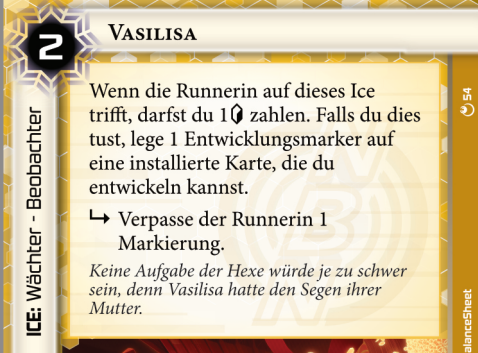 2
VASILISA
Wenn die Runnerin auf dieses Ice
trifft, darfst du 1 zahlen. Falls du dies
tust, lege 1 Entwicklungsmarker auf
eine installierte Karte, die du
entwickeln kannst.
↳ Verpasse der Runnerin 1
Markierung.
Keine Aufgabe der Hexe würde je zu schwer
sein, denn Vasilisa hatte den Segen ihrer
Mutter.
ICE: Wächter - Beobachter
54
NBN